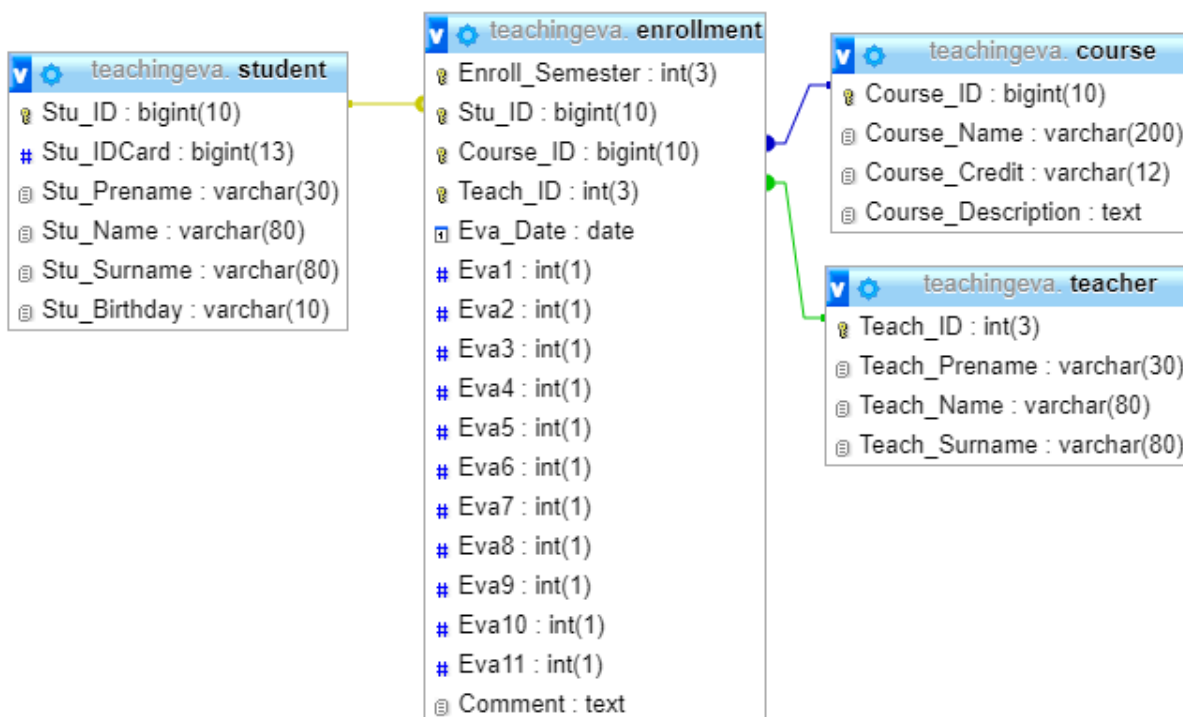 teachingeva. student
Stu_ID : bigint(10)
Stu_IDCard : bigint(13)
Stu_Prename : varchar(30)
Stu_Name : varchar(80)
Stu_Surname : varchar(80)
Stu_Birthday : varchar(10)
teachingeva. enrollment
Enroll_Semester : int(3)
Stu_ID : bigint(10)
Course_ID : bigint(10)
Teach_ID : int(3)
Eva_Date : date
Eva1 : int(1)
Eva2 : int(1)
Eva3 : int(1)
Eva4 : int(1)
Eva5 : int(1)
Eva6 : int(1)
Eva7 : int(1)
Eva8 : int(1)
Eva9 : int(1)
Eva10 : int(1)
Eva11 : int(1)
Comment : text
teachingeva. course
Course_ID : bigint(10)
Course_Name : varchar(200)
Course_Credit : varchar(12)
Course_Description : text
teachingeva. teacher
Teach_ID : int(3)
Teach_Prename : varchar(30)
Teach_Name : varchar(80)
Teach_Surname : varchar(80)